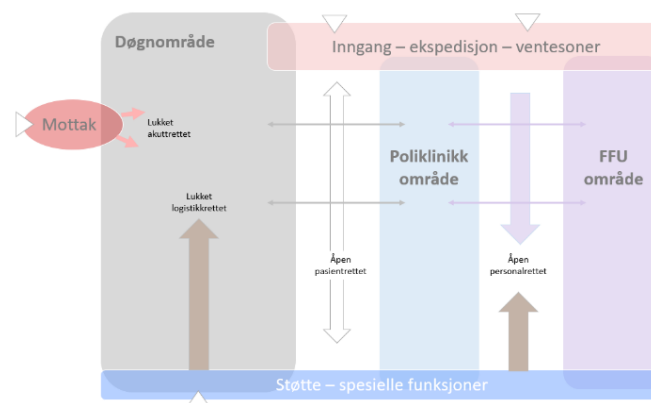 Døgnområde
Inngang – ekspedisjon – ventesoner
Mottak
Lukket
akuttrettet
Poliklinikk
område
FFU
område
Lukket
logistikkrettet
Åpen
pasientrettet
Åpen
personalrettet
Støtte – spesielle funksjoner